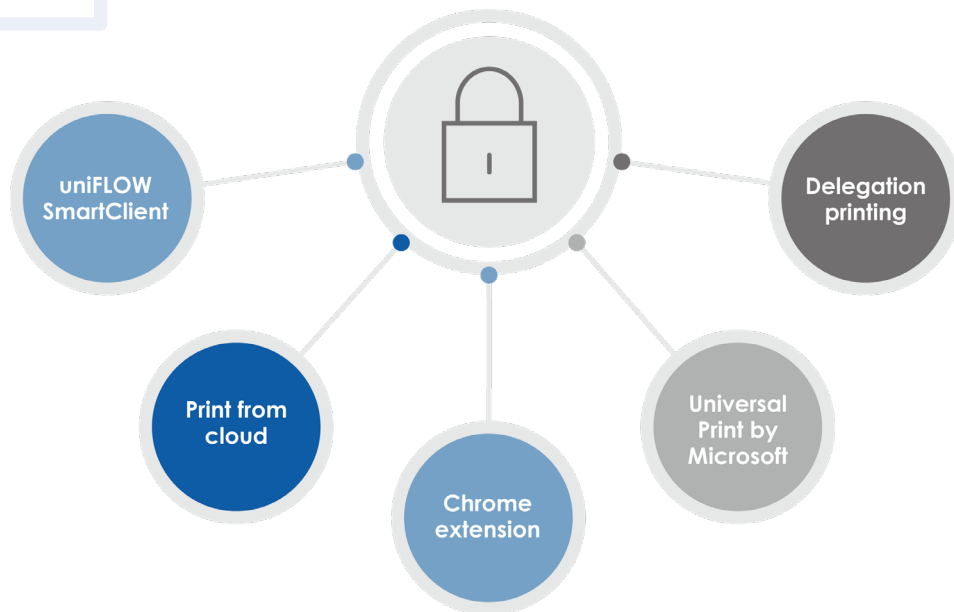 uniFLOW
SmartClient
Delegation
printing
Print from
cloud
Universal
Print by
Microsoft
Chrome
extension